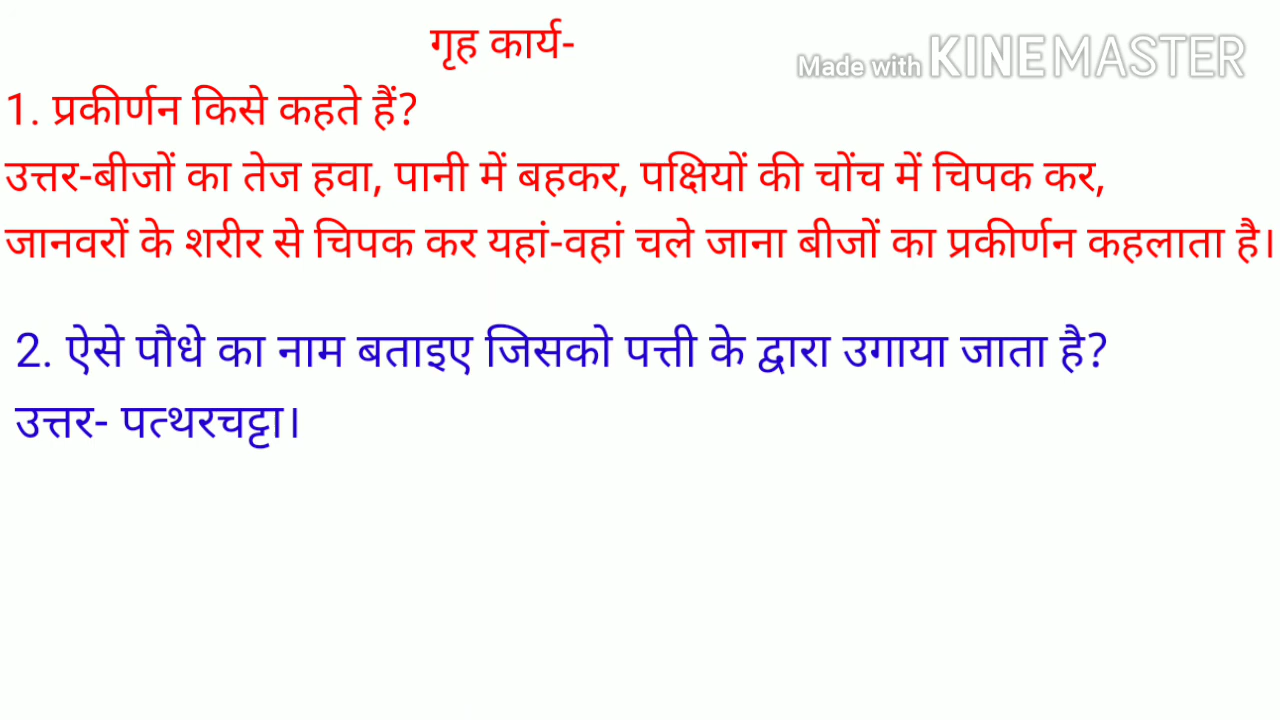 गृह कार्य-
Made with KINEMASTER
1. प्रकीर्णन किसे कहते हैं?
उत्तर-बीजों का तेज हवा, पानी में बहकर, पक्षियों की चोंच में चिपक कर,
जानवरों के शरीर से चिपक कर यहां-वहां चले जाना बीजों का प्रकीर्णन कहलाता है।
2. ऐसे पौधे का नाम बताइए जिसको पत्ती के द्वारा उगाया जाता है?
उत्तर- पत्थरचट्टा।